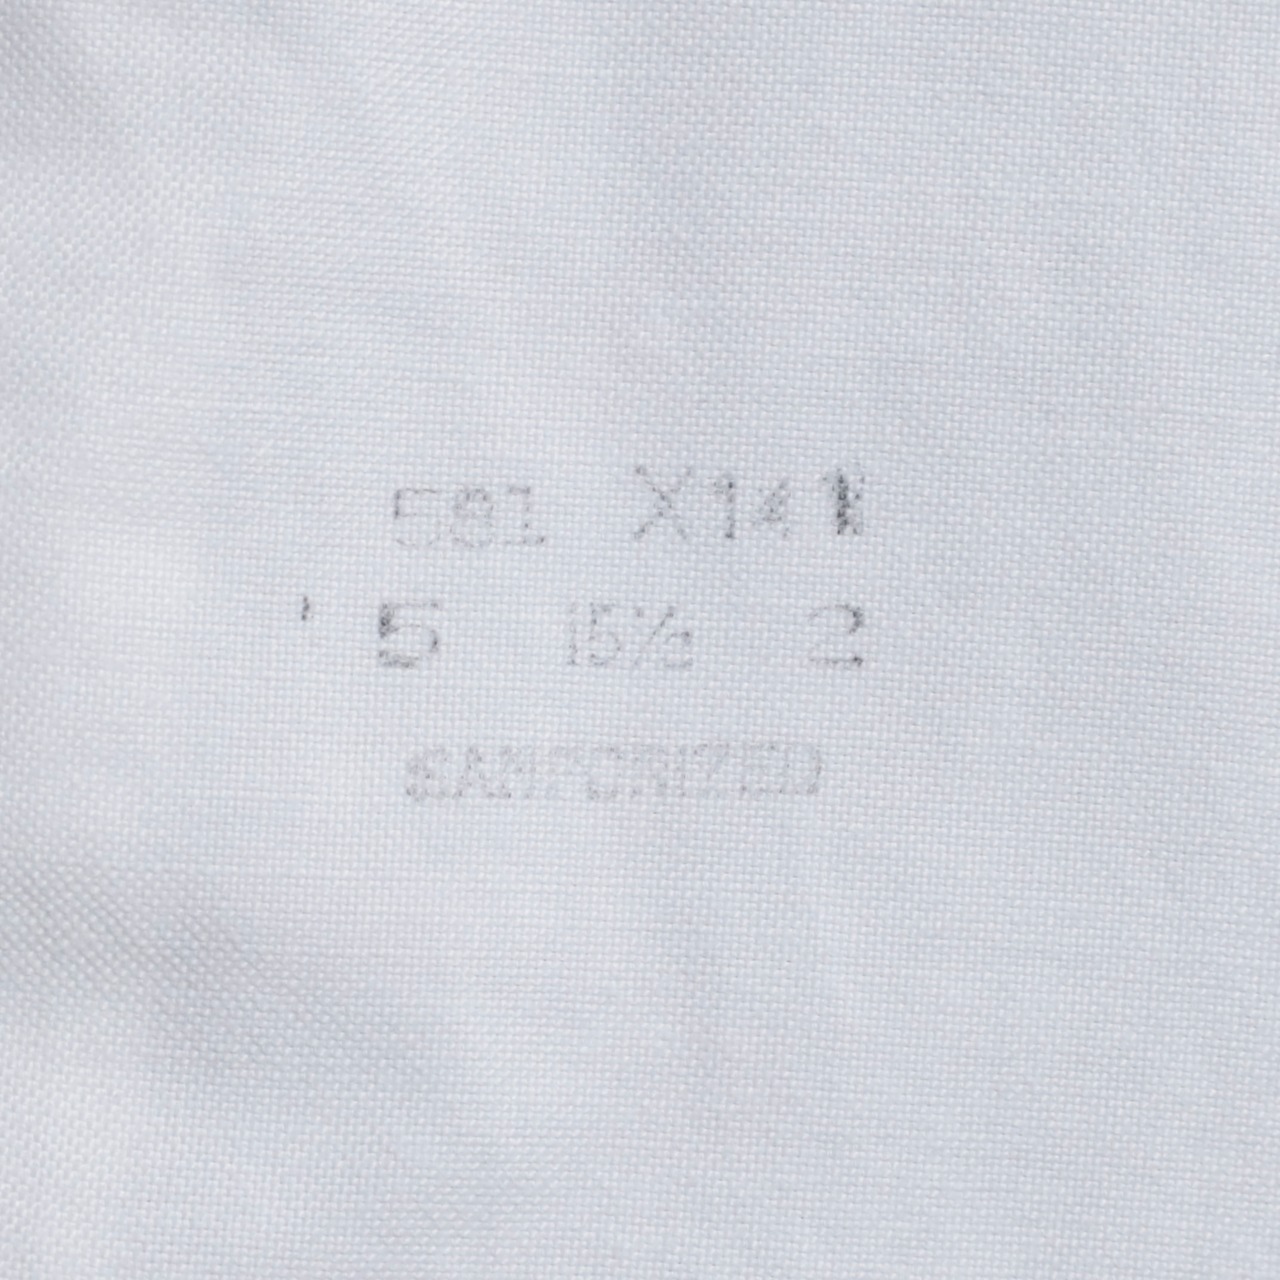 581 X141
' 5 15½ 2
SANFORIZED